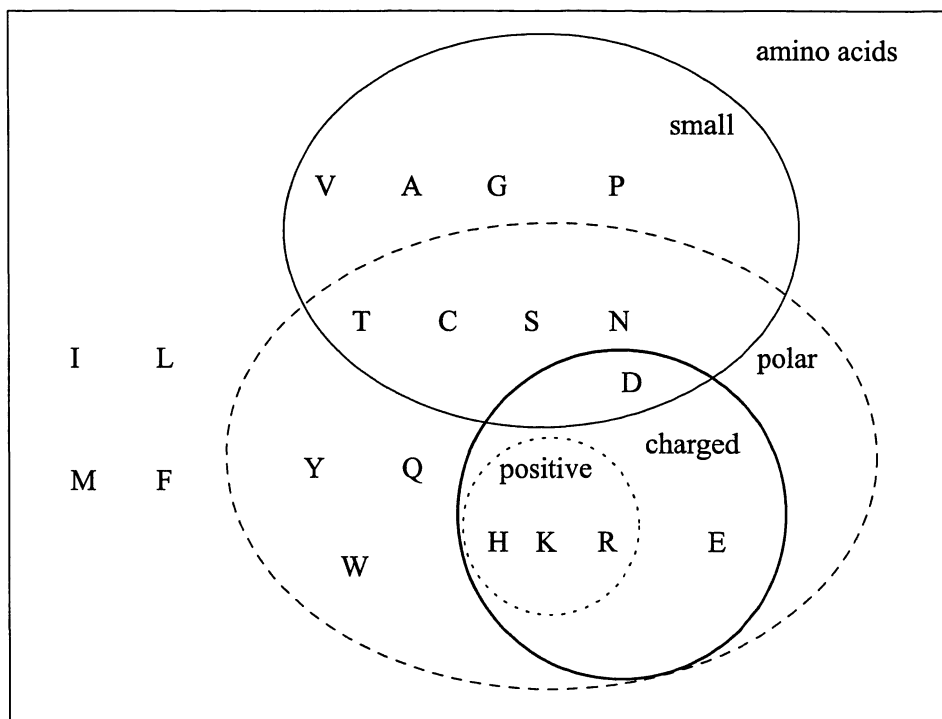 amino acids
small
V A G P
T C S N
I L
polar
D
charged
Y Q
positive
M F
H K R E
W